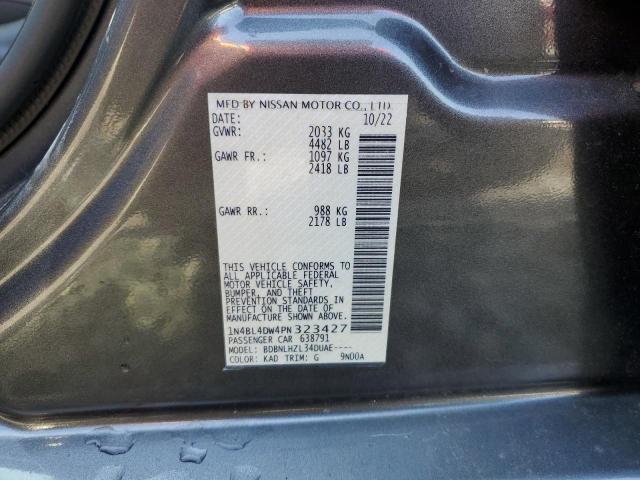 MFD BY NISSAN MOTOR CO., LTD.
DATE: 10/22
GVWR: 2033 KG
4482 LB
GAWR FR.: 1097 KG
2418 LB
GAWR RR.: 988 KG
2178 LB
THIS VEHICLE CONFORMS TO
ALL APPLICABLE FEDERAL
MOTOR VEHICLE SAFETY,
BUMPER, AND THEFT
PREVENTION STANDARDS
IN EFFECT ON THE DATE OF
MANUFACTURE SHOWN ABOVE.
1N4BL4DW4PN323427
PASSENGER CAR 638791
MODEL: BDBNLHZL34DUAE----
COLOR: KAD TRIM: G 9N00A